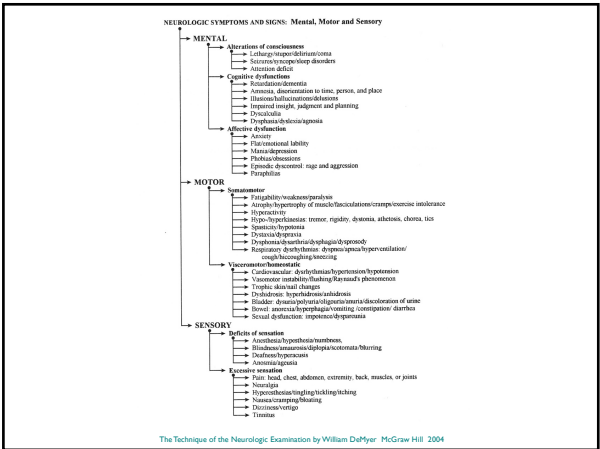 NEUROLOGIC SYMPTOMS AND SIGNS: Mental, Motor and Sensory
MENTAL
Alterations of consciousness
Lethargy/stupor/delirium/coma
Seizures/syncope/sleep disorders
Attention deficit
Cognitive dysfunctions
Retardation/dementia
Amnesia, disorientation to time, person, and place
Illusions/hallucinations/delusions
Impaired insight, judgment and planning
Dyscalculia
Dysphasia/dyslexia/agnosia
Affective dysfunction
Anxiety
Flat/emotional lability
Mania/depression
Phobias/obsessions
Episodic dyscontrol: rage and aggression
Paraphilias
MOTOR
Somatomotor
Fatigability/weakness/paralysis
Atrophy/hypertrophy of muscle/fasciculations/cramps/exercise intolerance
Hyperactivity
Hypo-/hyperkinesias: tremor, rigidity, dystonia, athetosis, chorea, tics
Spasticity/hypotonia
Dystaxia/dyspraxia
Dysphonia/dysarthria/dysphagia/dysprosody
Respiratory dysrhythmias: dyspnea/apnea/hyperventilation/
cough/hiccoughing/sneezing
Visceromotor/homeostatic
Cardiovascular: dysrhythmias/hypertension/hypotension
Vasomotor instability/flushing/Raynaud's phenomenon
Trophic skin/nail changes
Dyshidrosis: hyperhidrosis/anhidrosis
Bladder: dysuria/polyuria/oliguria/anuria/discoloration of urine
Bowel: anorexia/hyperphagia/vomiting /constipation/ diarrhea
Sexual dysfunction: impotence/dyspareunia
SENSORY
Deficits of sensation
Anesthesia/hypesthesia/numbness,
Blindness/amaurosis/diplopia/scotomata/blurring
Deafness/hyperacusis
Anosmia/ageusia
Excessive sensation
Pain: head, chest, abdomen, extremity, back, muscles, or joints
Neuralgia
Hyperesthesias/tingling/tickling/itching
Nausea/cramping/bloating
Dizziness/vertigo
Tinnitus
The Technique of the Neurologic Examination by William DeMyer McGraw Hill 2004